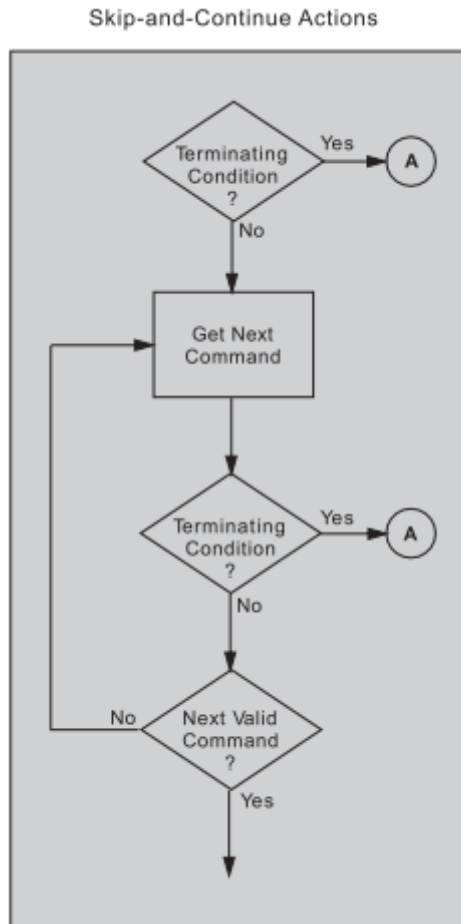 Skip-and-Continue Actions
Terminating
Condition
?
Yes
A
No
Get Next
Command
Terminating
Condition
?
Yes
A
No
Next Valid
Command
?
No
Yes